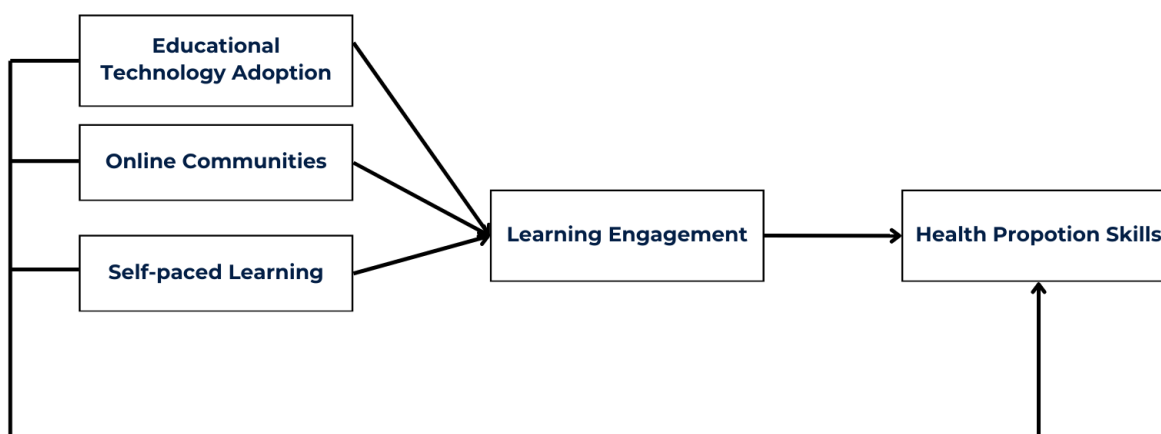 Educational
Technology Adoption
Online Communities
Self-paced Learning
Learning Engagement
Health Propotion Skills